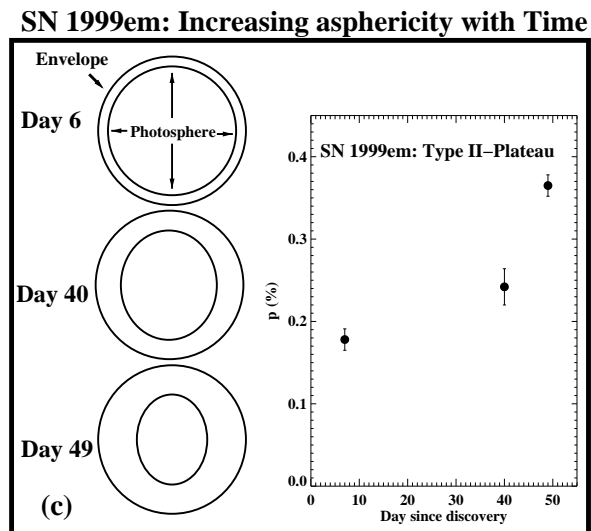 SN 1999em: Increasing asphericity with Time
Envelope
Day 6
Photosphere
Day 40
Day 49
(c)
SN 1999em: Type II–Plateau
p (%)
0.4
0.3
0.2
0.1
0.0
0 10 20 30 40 50
Day since discovery